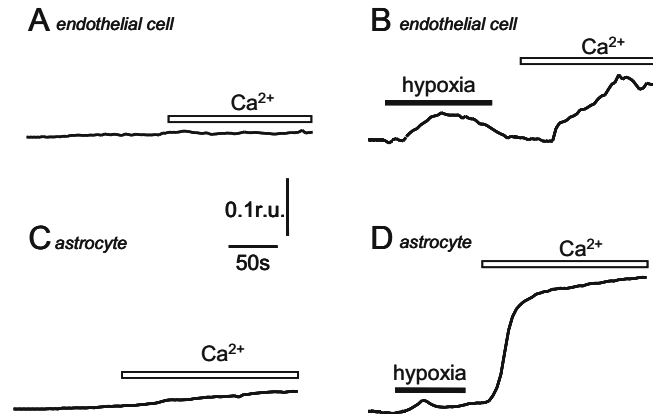 A endothelial cell
B endothelial cell
Ca²⁺
hypoxia
Ca²⁺
0.1r.u.
50s
C astrocyte
D astrocyte
Ca²⁺
Ca²⁺
hypoxia